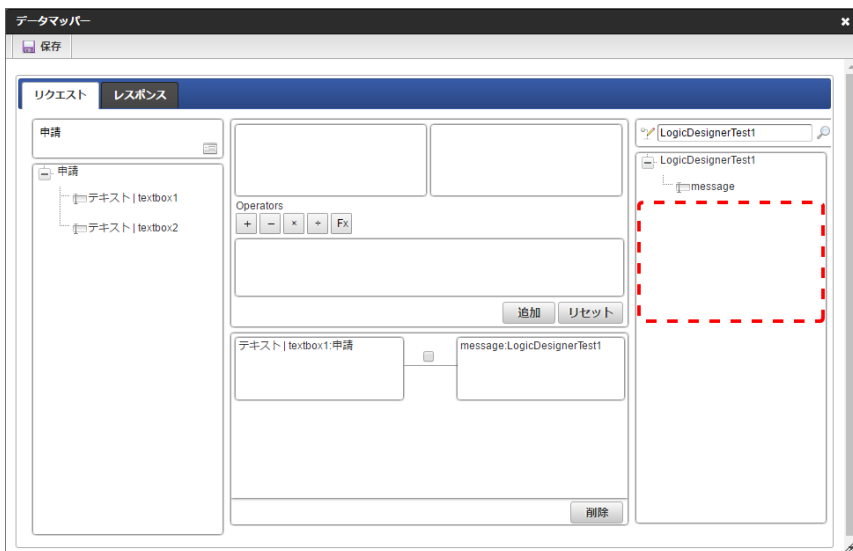 データマッパー
保存
リクエスト レスポンス
申請
申請
テキスト | textbox1
テキスト | textbox2
Operators
+ − × ÷ Fx
追加 リセット
テキスト | textbox1:申請
message:LogicDesignerTest1
削除
LogicDesignerTest1
LogicDesignerTest1
message